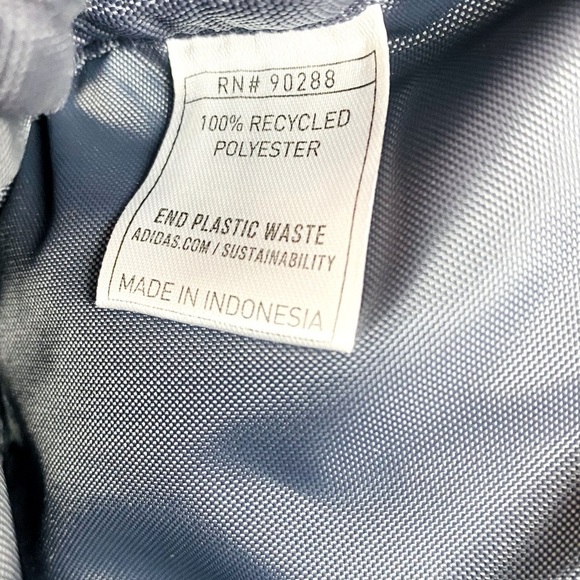 RN# 90288
100% RECYCLED
POLYESTER
END PLASTIC WASTE
ADIDAS.COM / SUSTAINABILITY
MADE IN INDONESIA